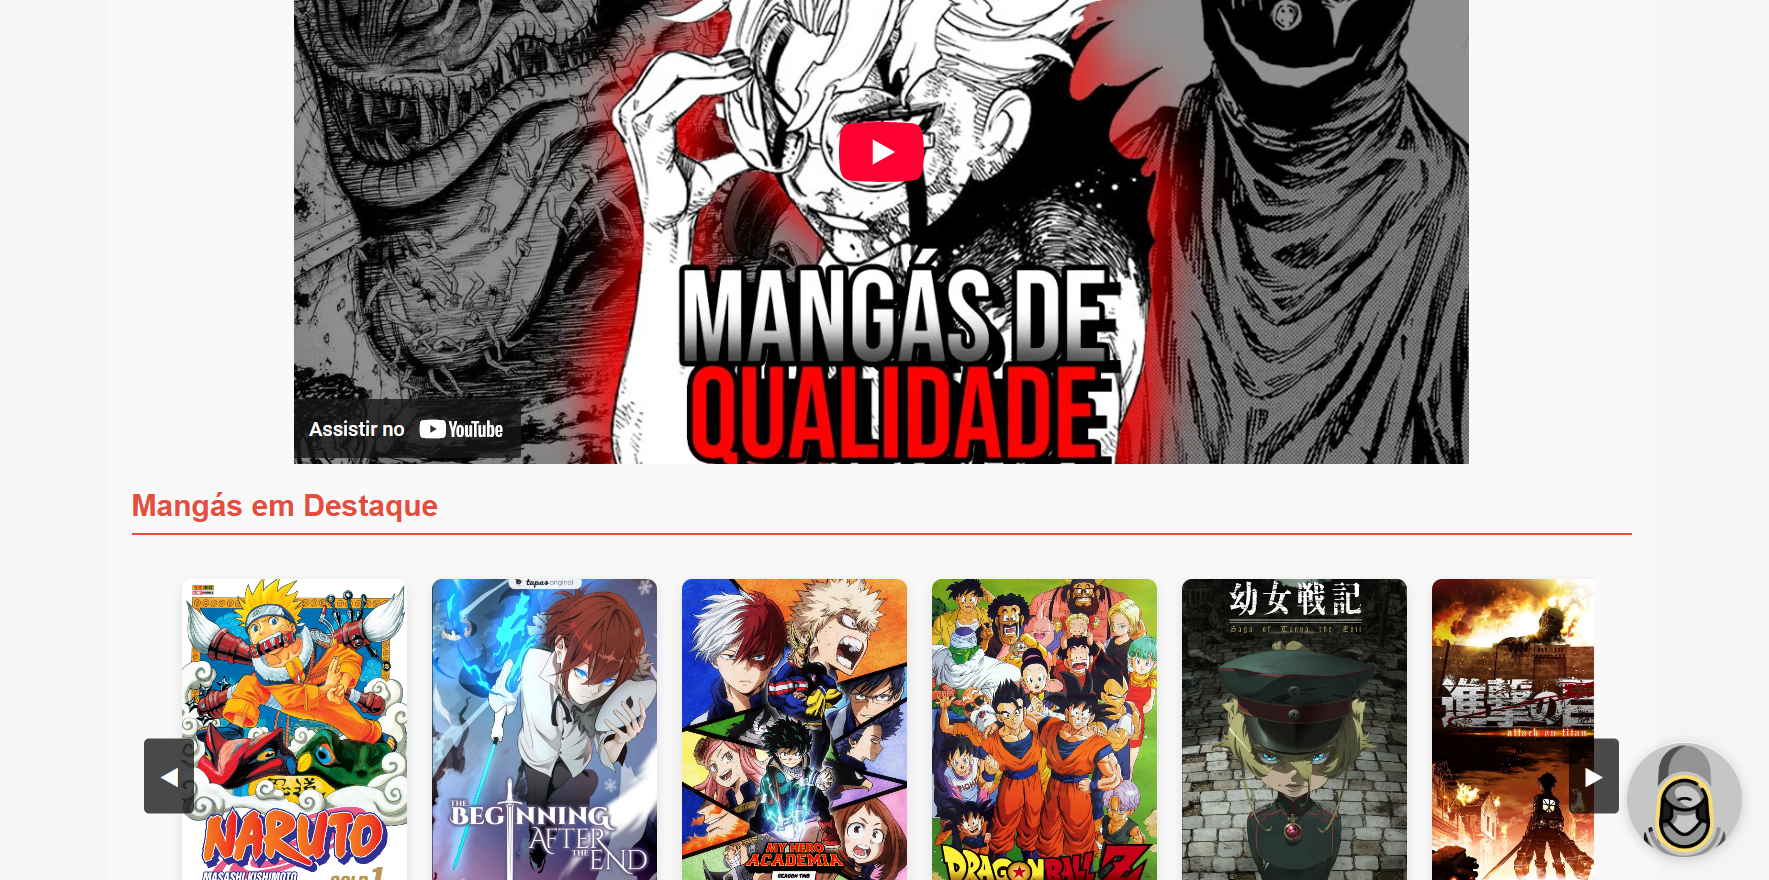 MANGÁS DE
QUALIDADE
Assistir no YouTube
Mangás em Destaque
NARUTO
MASASHI KISHIMOTO
GOLD 1
tapas original
THE
BEGINNING
AFTER
THE END
MY HERO
ACADEMIA
SEASON TWO
DRAGON BALL Z
幼女戦記
Saga of Tanya the Evil
進撃の巨
attack on titan